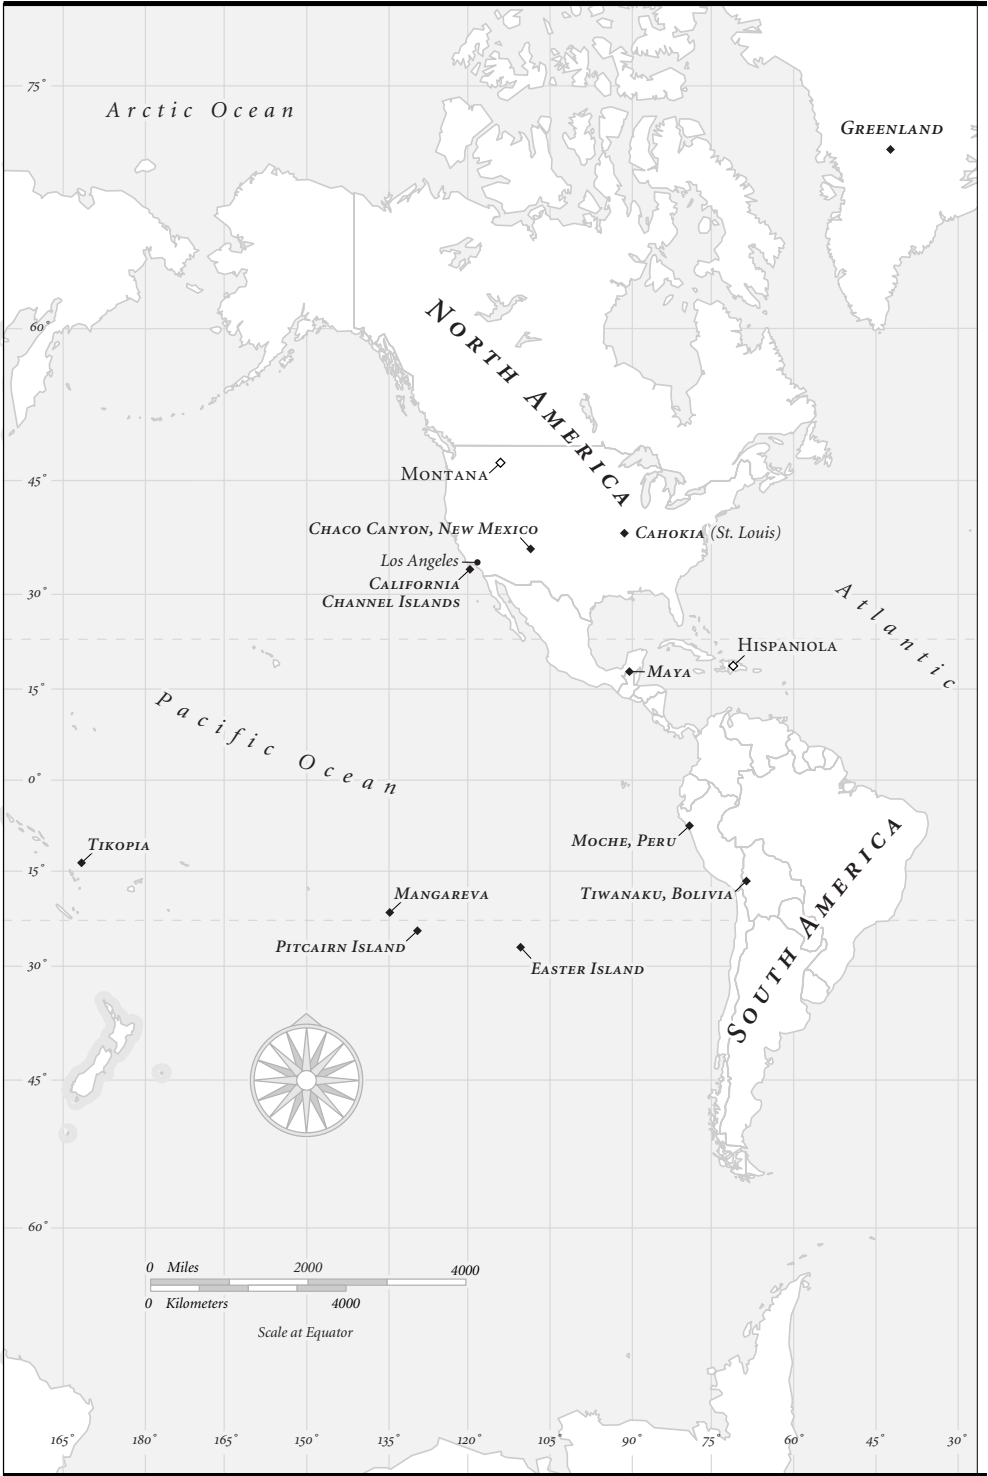 75°
Arctic Ocean
GREENLAND
60°
NORTH AMERICA
MONTANA
45°
CHACO CANYON, NEW MEXICO
CAHOKIA (St. Louis)
Los Angeles
CALIFORNIA
CHANNEL ISLANDS
30°
Atlantic
HISPANIOLA
MAYA
15°
Pacific Ocean
0°
MOCHE, PERU
TIKOPIA
15°
MANGAREVA
TIWANAKU, BOLIVIA
SOUTH AMERICA
PITCAIRN ISLAND
EASTER ISLAND
30°
45°
60°
0 Miles 2000 4000
0 Kilometers 4000
Scale at Equator
165° 180° 165° 150° 135° 120° 105° 90° 75° 60° 45° 30°